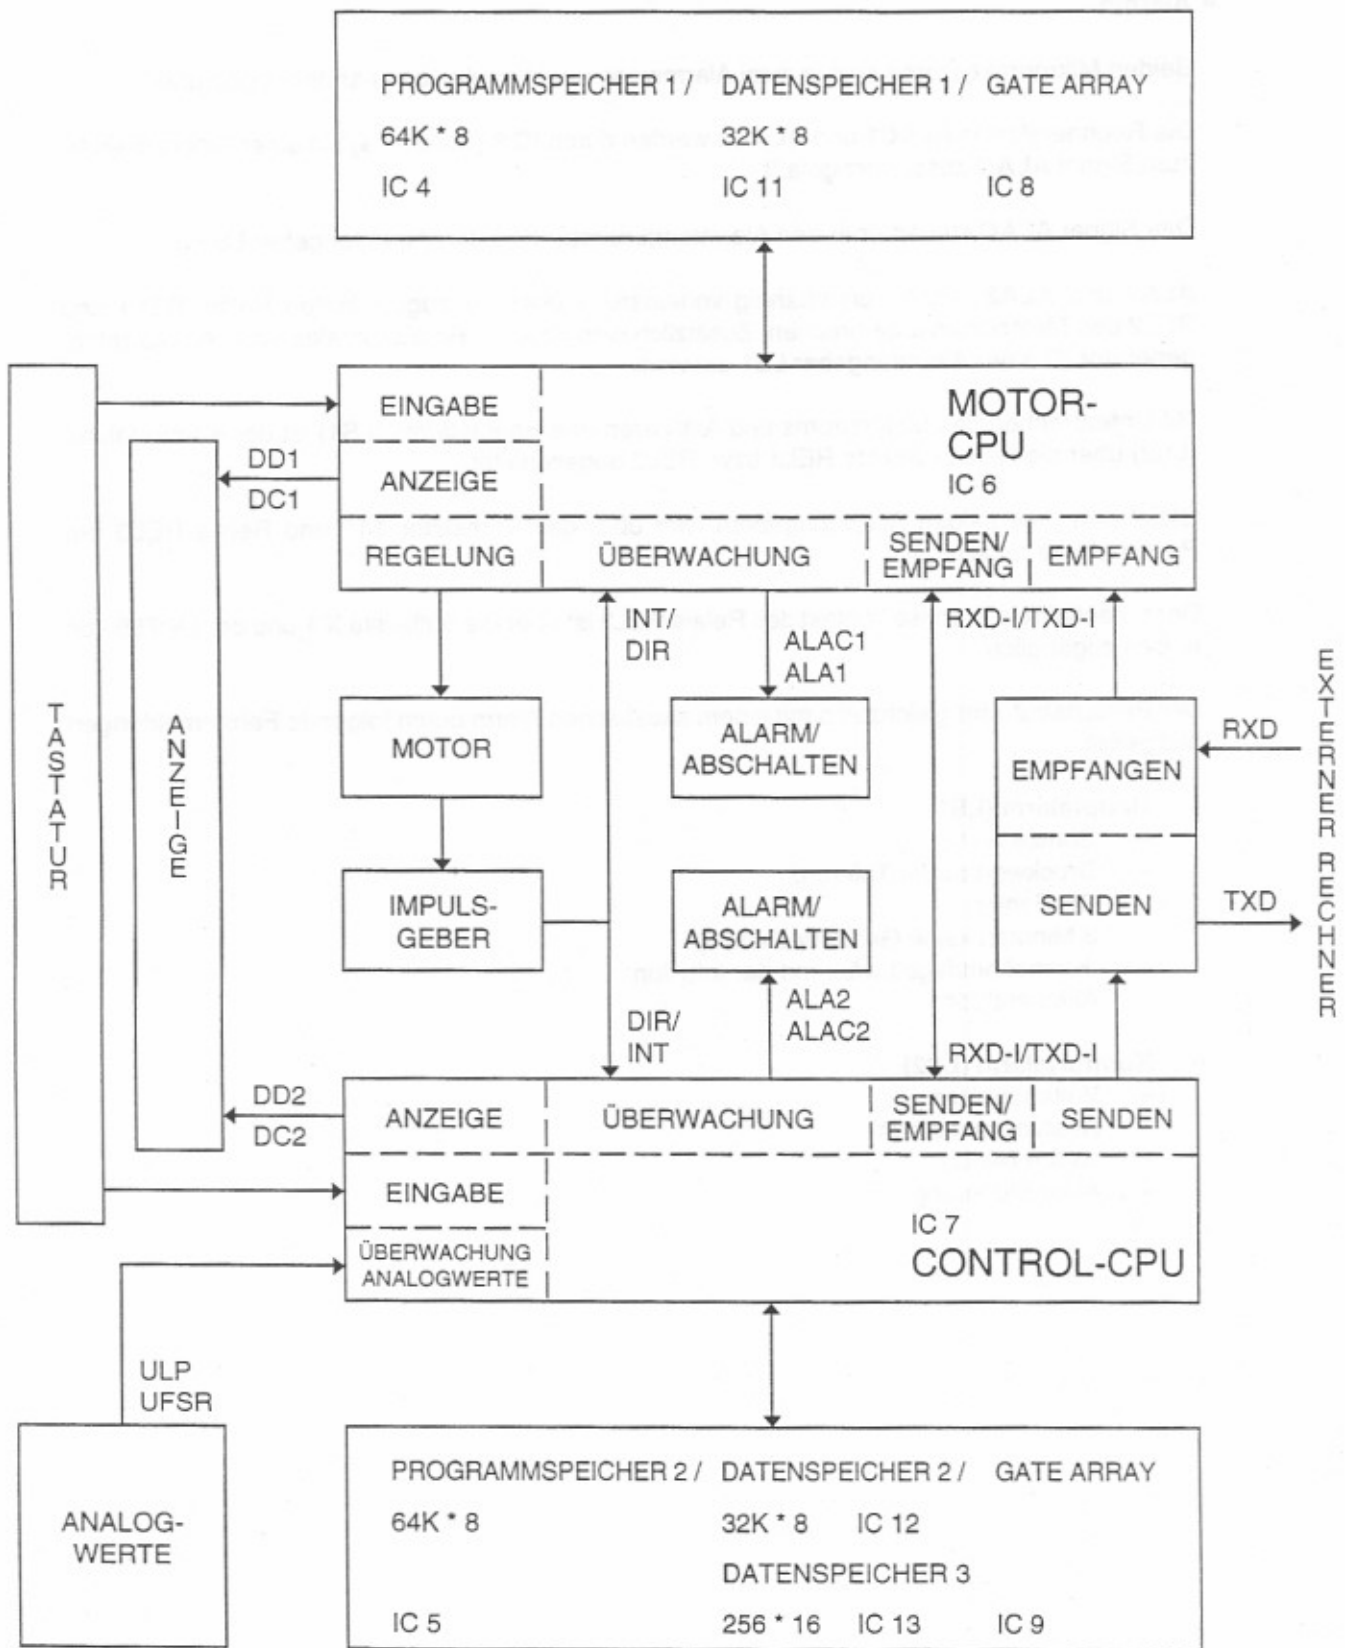 PROGRAMMSPEICHER 1 / DATENSPEICHER 1 / GATE ARRAY
64K * 8 32K * 8
IC 4 IC 11 IC 8
EINGABE
MOTOR-
CPU
IC 6
ANZEIGE
DD1
DC1
REGELUNG
ÜBERWACHUNG
SENDEN/
EMPFANG
EMPFANG
INT/
DIR
ALAC1
ALA1
RXD-I/TXD-I
TASTATUR
ANZEIGE
MOTOR
ALARM/
ABSCHALTEN
EMPFANGEN
RXD
EXTERNER RECHNER
IMPULS-
GEBER
ALARM/
ABSCHALTEN
SENDEN
TXD
DIR/
INT
ALA2
ALAC2
RXD-I/TXD-I
DD2
DC2
ANZEIGE
ÜBERWACHUNG
SENDEN/
EMPFANG
SENDEN
EINGABE
IC 7
CONTROL-CPU
ÜBERWACHUNG
ANALOGWERTE
ULP
UFSR
ANALOG-
WERTE
PROGRAMMSPEICHER 2 / DATENSPEICHER 2 / GATE ARRAY
64K * 8 32K * 8 IC 12
DATENSPEICHER 3
IC 5 256 * 16 IC 13 IC 9